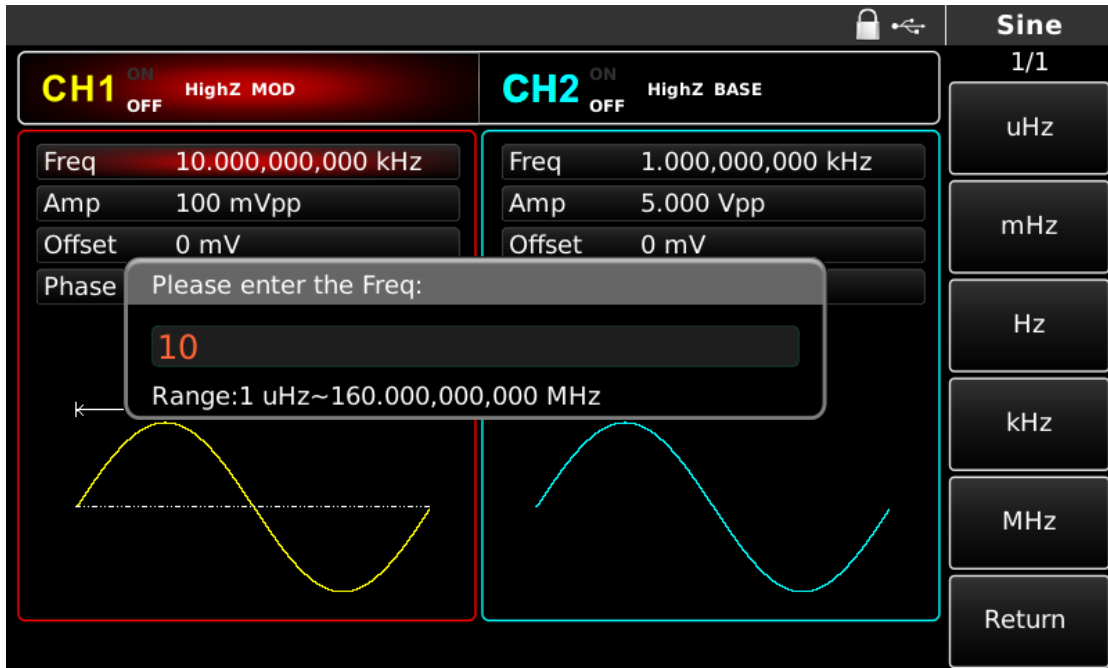 Sine
1/1
CH1 ON OFF HighZ MOD
CH2 ON OFF HighZ BASE
Freq 10.000,000,000 kHz
Amp 100 mVpp
Offset 0 mV
Phase
Freq 1.000,000,000 kHz
Amp 5.000 Vpp
Offset 0 mV
Please enter the Freq:
10
Range:1 uHz~160.000,000,000 MHz
uHz
mHz
Hz
kHz
MHz
Return